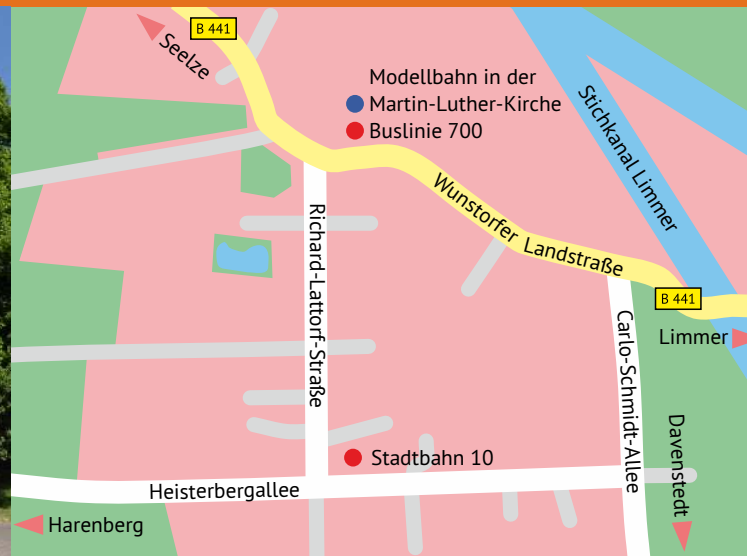 B 441
Seelze
Modellbahn in der
Martin-Luther-Kirche
Buslinie 700
Stichkanal Limmer
Wunstorfer Landstraße
Richard-Lattorf-Straße
B 441
Limmer
Carlo-Schmidt-Allee
Davenstedt
Stadtbahn 10
Heisterbergallee
Harenberg